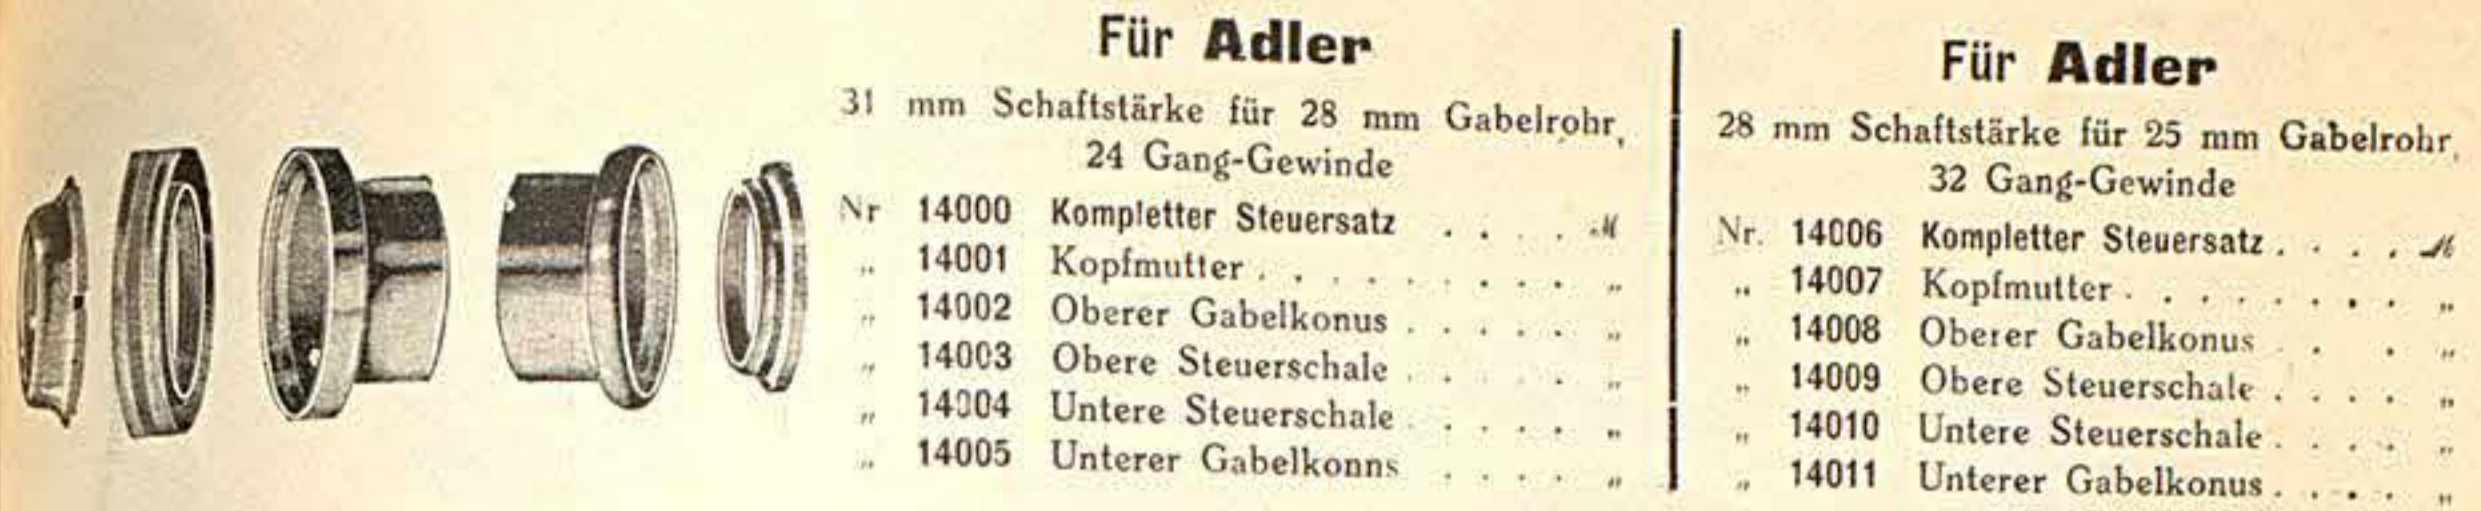 Für Adler
31 mm Schaftstärke für 28 mm Gabelrohr,
24 Gang-Gewinde
Nr 14000 Kompletter Steuersatz . . . . ℳ
„ 14001 Kopfmutter . . . . . . . . „
„ 14002 Oberer Gabelkonus . . . . . „
„ 14003 Obere Steuerschale . . . . . „
„ 14004 Untere Steuerschale . . . . . „
„ 14005 Unterer Gabelkonns . . . . „
Für Adler
28 mm Schaftstärke für 25 mm Gabelrohr,
32 Gang-Gewinde
Nr. 14006 Kompletter Steuersatz . . . . ℳ
„ 14007 Kopfmutter . . . . . . . . „
„ 14008 Oberer Gabelkonus . . . „
„ 14009 Obere Steuerschale . . . . „
„ 14010 Untere Steuerschale . . . . „
„ 14011 Unterer Gabelkonus . . . . . „